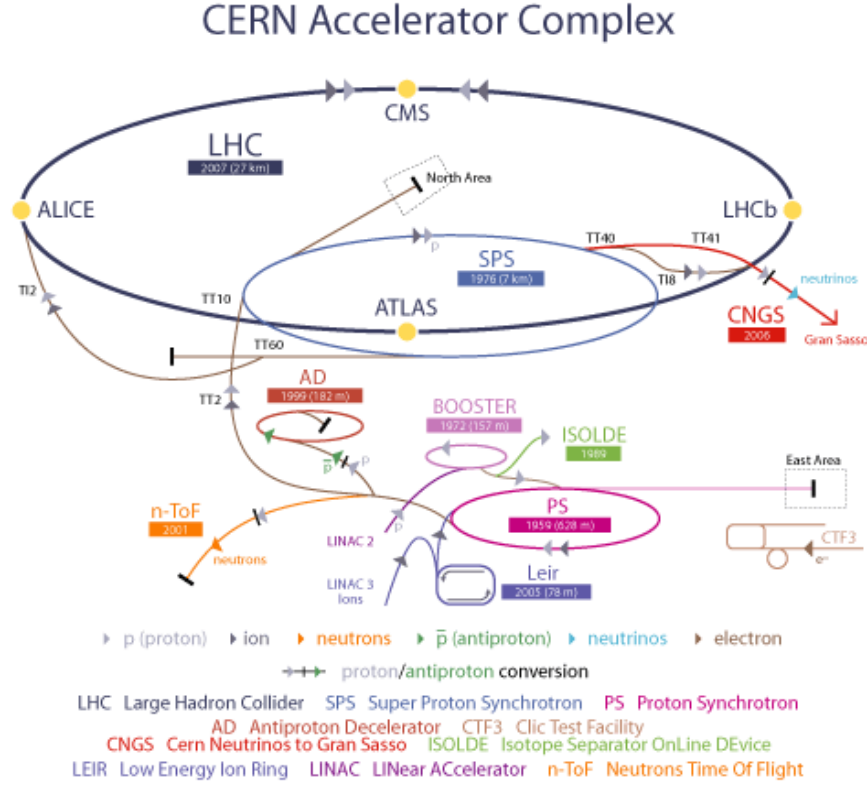 CERN Accelerator Complex
CMS
LHC
2007 (27 km)
North Area
ALICE
LHCb
TT40
TT41
SPS
1976 (7 km)
p
TI8
neutrinos
TI2
TT10
ATLAS
CNGS
2006
Gran Sasso
TT60
AD
1999 (182 m)
TT2
BOOSTER
1972 (157 m)
ISOLDE
1989
p̅
p
East Area
n-ToF
2001
PS
1959 (628 m)
p
LINAC 2
neutrons
CTF3
e⁻
LINAC 3
Ions
Leir
2005 (78 m)
p (proton) ion neutrons p̅ (antiproton) neutrinos electron
proton/antiproton conversion
LHC Large Hadron Collider SPS Super Proton Synchrotron PS Proton Synchrotron
AD Antiproton Decelerator CTF3 Clic Test Facility
CNGS Cern Neutrinos to Gran Sasso ISOLDE Isotope Separator OnLine DEvice
LEIR Low Energy Ion Ring LINAC LINear ACcelerator n-ToF Neutrons Time Of Flight